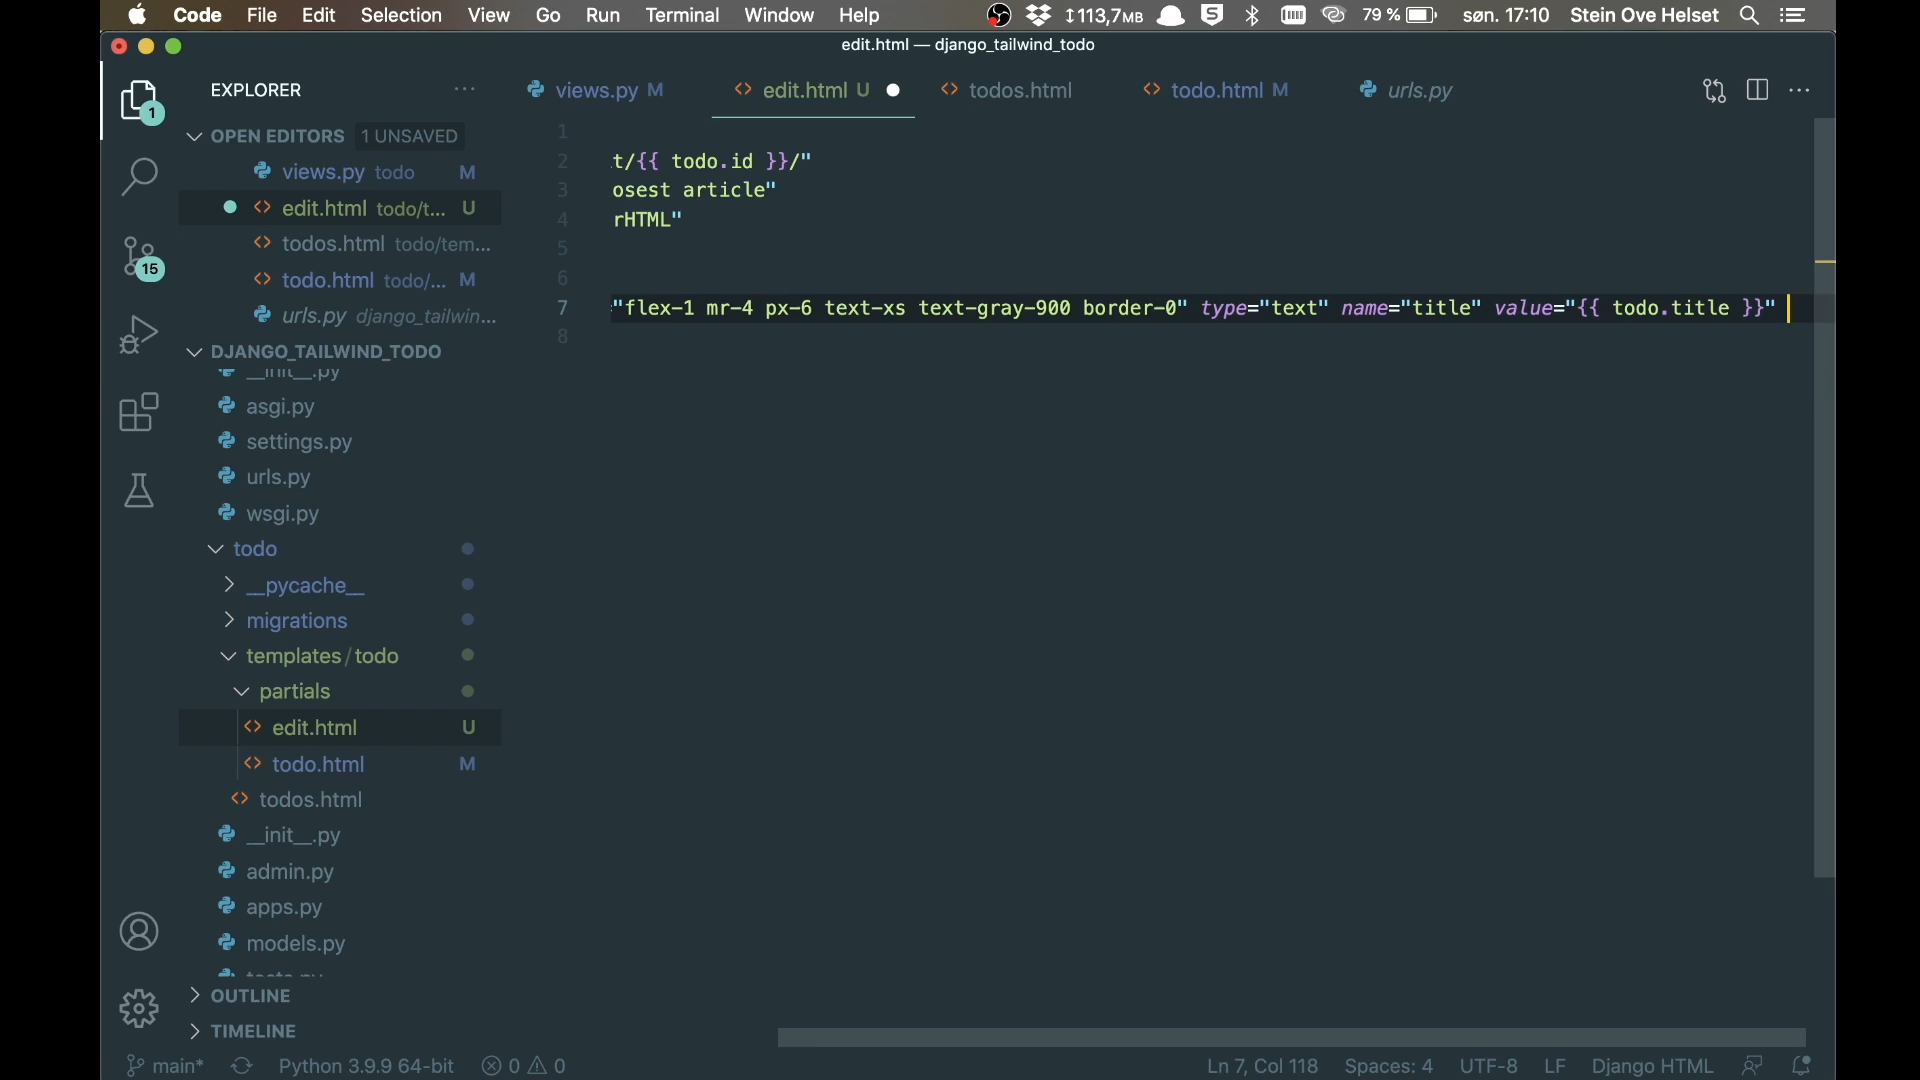 Code File Edit Selection View Go Run Terminal Window Help 113,7MB 79 % søn. 17:10 Stein Ove Helset
edit.html — django_tailwind_todo
EXPLORER
views.py M edit.html U todos.html todo.html M urls.py
OPEN EDITORS 1 UNSAVED
views.py todo M
edit.html todo/t... U
todos.html todo/tem...
todo.html todo/... M
urls.py django_tailwin...
1
2 t/{{ todo.id }}/"
3 osest article"
4 rHTML"
5
6
7 "flex-1 mr-4 px-6 text-xs text-gray-900 border-0" type="text" name="title" value="{{ todo.title }}"
8
DJANGO_TAILWIND_TODO
__init__.py
asgi.py
settings.py
urls.py
wsgi.py
todo
__pycache__
migrations
templates/todo
partials
edit.html U
todo.html M
todos.html
__init__.py
admin.py
apps.py
models.py
OUTLINE
TIMELINE
1
15
main* Python 3.9.9 64-bit 0 0 Ln 7, Col 118 Spaces: 4 UTF-8 LF Django HTML